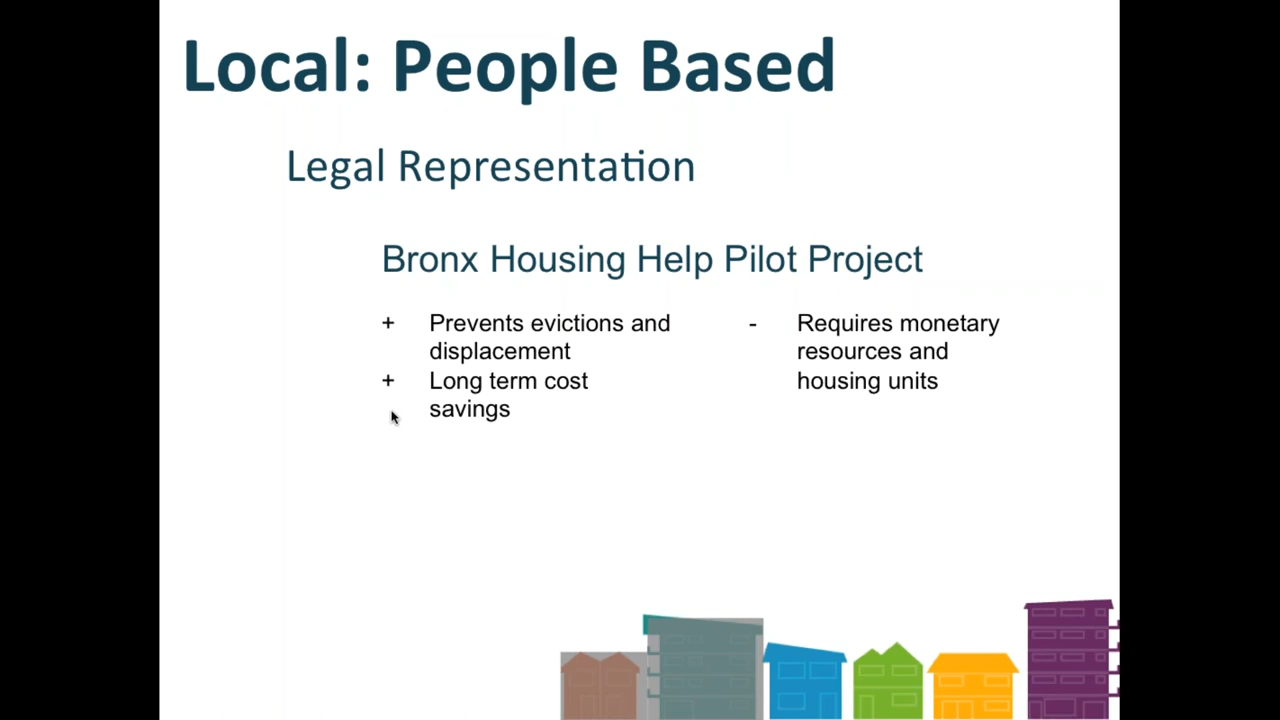 Local: People Based
Legal Representation
Bronx Housing Help Pilot Project
+ Prevents evictions and
displacement
+ Long term cost
savings
- Requires monetary
resources and
housing units